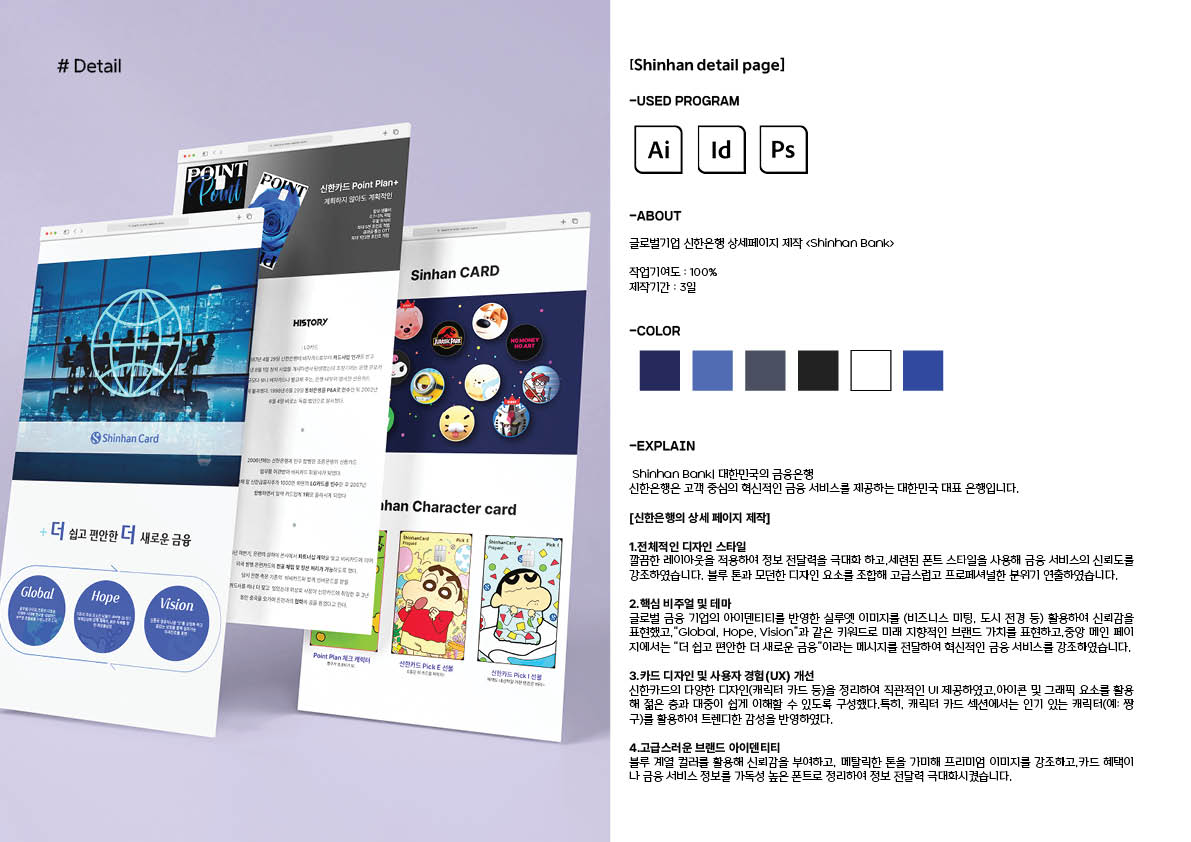 # Detail
POINT
Point
POINT
신한카드 Point Plan+
계획하지 않아도 계획적인
HISTORY
: LG카드
Shinhan Card
+ 더 쉽고 편안한 더 새로운 금융
Global
Hope
Vision
Sinhan CARD
JURASSIC PARK
NO MONEY
NO ART
han Character card
ShinhanCard
Prepaid
Pick E
ShinhanCard
Prepaid
Pick I
Point Plan 체크 캐릭터
신한카드 Pick E 선불
신한카드 Pick I 선불
[Shinhan detail page]
-USED PROGRAM
Ai
Id
Ps
-ABOUT
글로벌기업 신한은행 상세페이지 제작 <Shinhan Bank>
작업기여도 : 100%
제작기간 : 3일
-COLOR
-EXPLAIN
Shinhan Bank| 대한민국의 금융은행
신한은행은 고객 중심의 혁신적인 금융 서비스를 제공하는 대한민국 대표 은행입니다.
[신한은행의 상세 페이지 제작]
1.전체적인 디자인 스타일
깔끔한 레이아웃을 적용하여 정보 전달력을 극대화 하고,세련된 폰트 스타일을 사용해 금융 서비스의 신뢰도를
강조하였습니다. 블루 톤과 모던한 디자인 요소를 조합해 고급스럽고 프로페셔널한 분위기 연출하였습니다.
2.핵심 비주얼 및 테마
글로벌 금융 기업의 아이덴티티를 반영한 실루엣 이미지를 (비즈니스 미팅, 도시 전경 등) 활용하여 신뢰감을
표현했고,"Global, Hope, Vision"과 같은 키워드로 미래 지향적인 브랜드 가치를 표현하고,중앙 메인 페이
지에서는 "더 쉽고 편안한 더 새로운 금융"이라는 메시지를 전달하여 혁신적인 금융 서비스를 강조하였습니다.
3.카드 디자인 및 사용자 경험(UX) 개선
신한카드의 다양한 디자인(캐릭터 카드 등)을 정리하여 직관적인 UI 제공하였고,아이콘 및 그래픽 요소를 활용
해 젊은 층과 대중이 쉽게 이해할 수 있도록 구성했다.특히, 캐릭터 카드 섹션에서는 인기 있는 캐릭터(예: 짱
구)를 활용하여 트렌디한 감성을 반영하였다.
4.고급스러운 브랜드 아이덴티티
블루 계열 컬러를 활용해 신뢰감을 부여하고, 메탈릭한 톤을 가미해 프리미엄 이미지를 강조하고,카드 혜택이
나 금융 서비스 정보를 가독성 높은 폰트로 정리하여 정보 전달력 극대화시켰습니다.